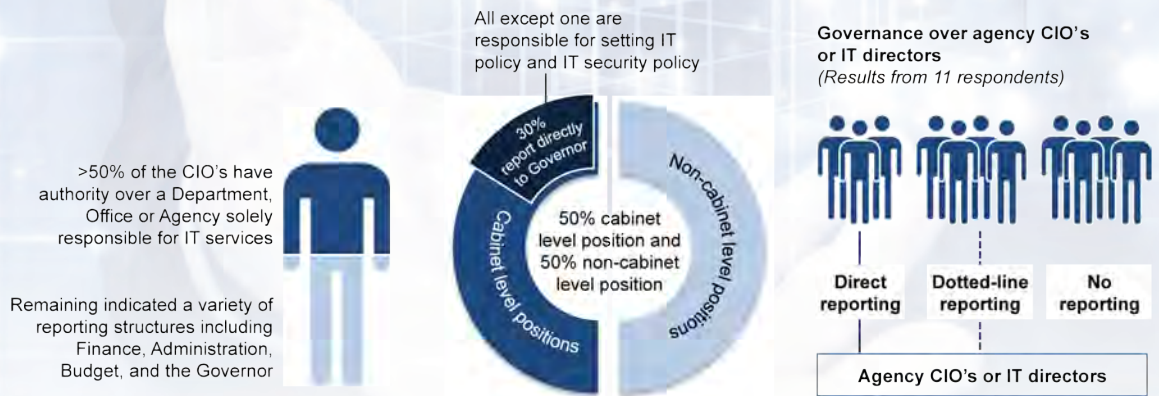 >50% of the CIO's have
authority over a Department,
Office or Agency solely
responsible for IT services
Remaining indicated a variety of
reporting structures including
Finance, Administration,
Budget, and the Governor
All except one are
responsible for setting IT
policy and IT security policy
30%
report directly
to Governor
Cabinet level positions
50% cabinet
level position and
50% non-cabinet
level position
Non-cabinet level positions
Governance over agency CIO's
or IT directors
(Results from 11 respondents)
Direct
reporting
Dotted-line
reporting
No
reporting
Agency CIO's or IT directors